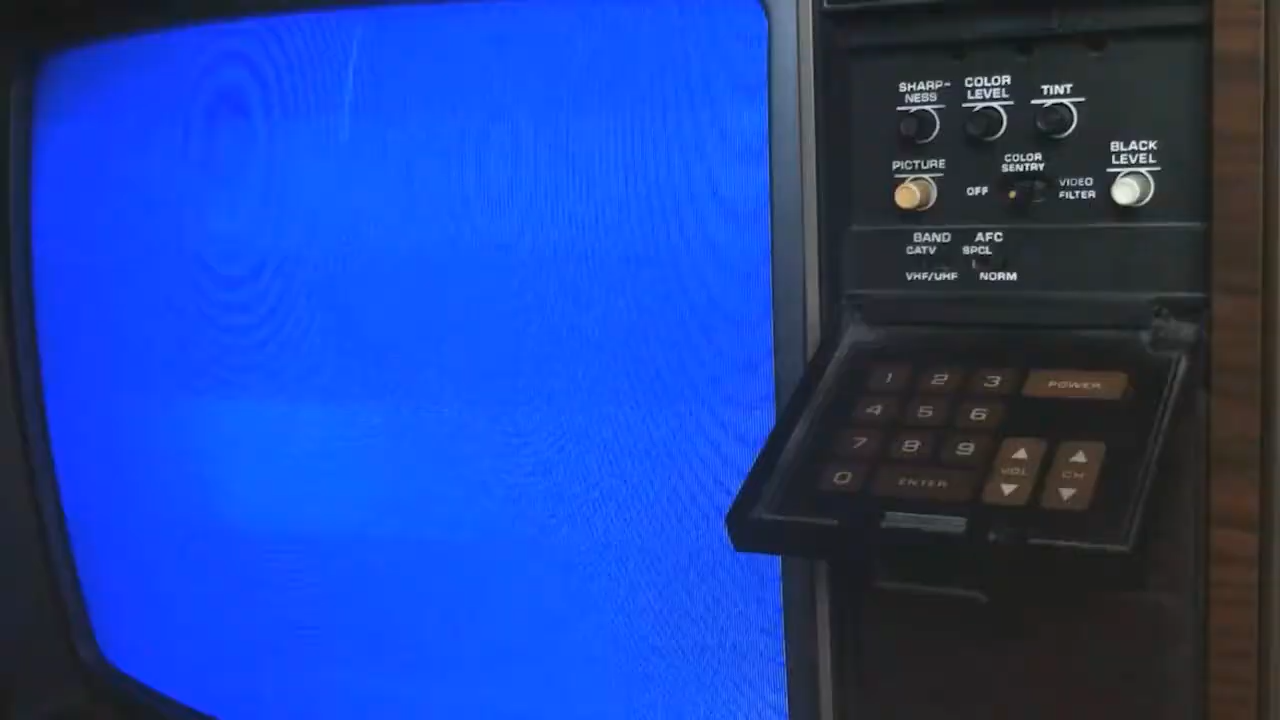 SHARP-
NESS
COLOR
LEVEL
TINT
PICTURE
OFF
COLOR
SENTRY
VIDEO
FILTER
BLACK
LEVEL
BAND
AFC
CATV
SPCL
VHF/UHF
NORM
1 2 3 POWER
4 5 6
7 8 9
0 ENTER
VOL CH